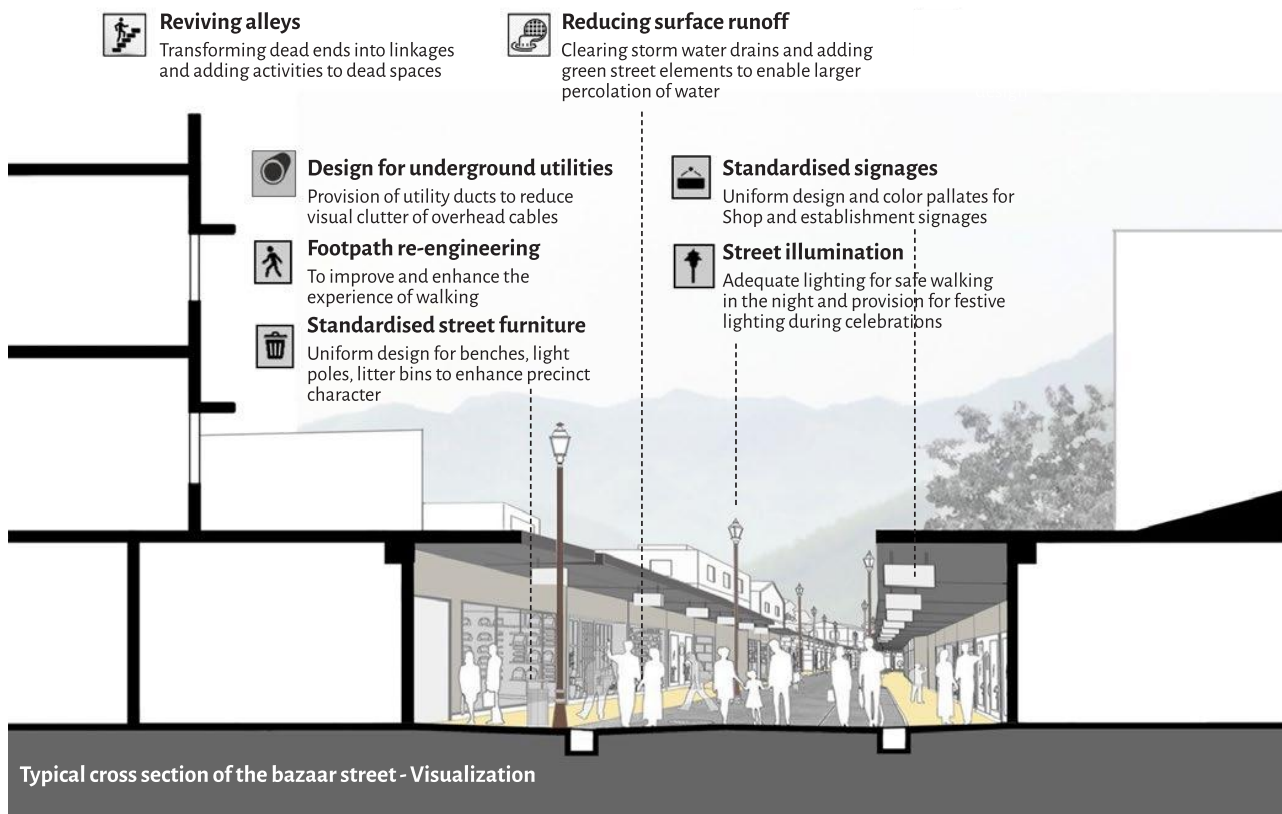 Reviving alleys
Transforming dead ends into linkages
and adding activities to dead spaces
Reducing surface runoff
Clearing storm water drains and adding
green street elements to enable larger
percolation of water
Design for underground utilities
Provision of utility ducts to reduce
visual clutter of overhead cables
Footpath re-engineering
To improve and enhance the
experience of walking
Standardised street furniture
Uniform design for benches, light
poles, litter bins to enhance precinct
character
Standardised signages
Uniform design and color pallates for
Shop and establishment signages
Street illumination
Adequate lighting for safe walking
in the night and provision for festive
lighting during celebrations
Typical cross section of the bazaar street - Visualization